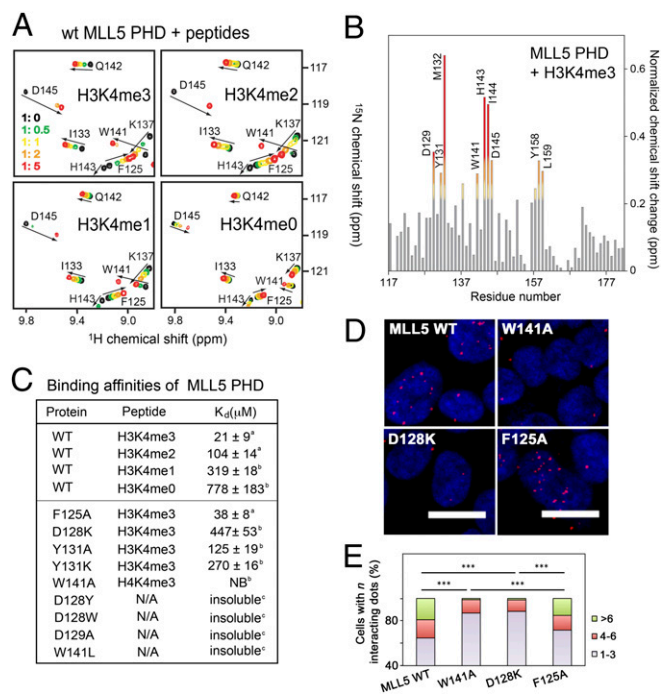 A
wt MLL5 PHD + peptides
Q142
D145
H3K4me3
1: 0
1: 0.5
1: 1
1: 2
1: 5
I133
W141
K137
H143
F125
Q142
D145
H3K4me2
I133
W141
K137
H143
F125
117
119
121
Q142
D145
H3K4me1
I133
W141
K137
H143
F125
Q142
D145
H3K4me0
I133
W141
K137
H143
F125
117
119
121
9.8 9.4 9.0 9.8 9.4 9.0
¹H chemical shift (ppm)
¹⁵N chemical shift (ppm)
B
MLL5 PHD
+ H3K4me3
D129
Y131
M132
W141
H143
I144
D145
Y158
L159
0.6
0.4
0.2
0
Normalized chemical shift change (ppm)
117 137 157 177
Residue number
C
Binding affinities of MLL5 PHD
Protein Peptide Kd(μM)
WT H3K4me3 21 ± 9ᵃ
WT H3K4me2 104 ± 14ᵃ
WT H3K4me1 319 ± 18ᵇ
WT H3K4me0 778 ± 183ᵇ
F125A H3K4me3 38 ± 8ᵃ
D128K H3K4me3 447± 53ᵇ
Y131A H3K4me3 125 ± 19ᵇ
Y131K H3K4me3 270 ± 16ᵇ
W141A H4K4me3 NBᵇ
D128Y N/A insolubleᶜ
D128W N/A insolubleᶜ
D129A N/A insolubleᶜ
W141L N/A insolubleᶜ
D
MLL5 WT
W141A
D128K
F125A
E
Cells with n
interacting dots (%)
80
40
***
***
***
***
>6
4-6
1-3
MLL5 WT
W141A
D128K
F125A